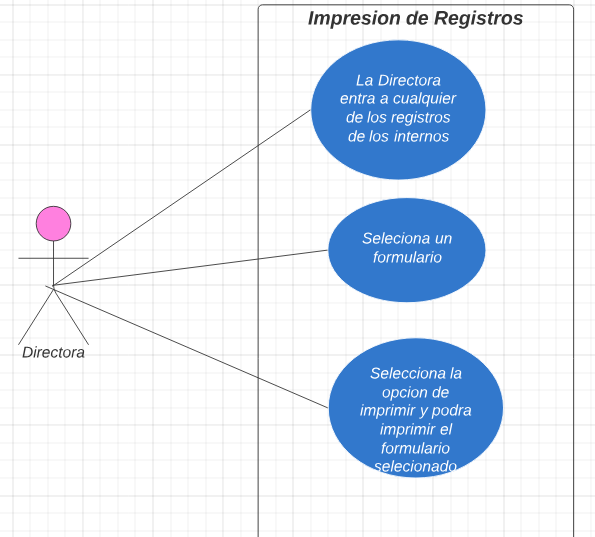 Impresion de Registros
La Directora
entra a cualquier
de los registros
de los internos
Seleciona un
formulario
Directora
Selecciona la
opcion de
imprimir y podra
imprimir el
formulario
selecionado